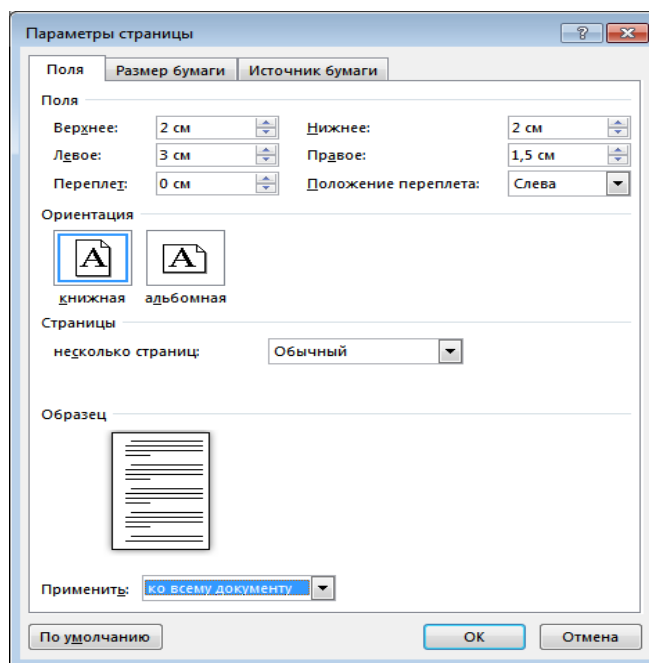 Параметры страницы
Поля Размер бумаги Источник бумаги
Поля
Верхнее: 2 см Нижнее: 2 см
Левое: 3 см Правое: 1,5 см
Переплет: 0 см Положение переплета: Слева
Ориентация
A A
книжная альбомная
Страницы
несколько страниц: Обычный
Образец
Применить: ко всему документу
По умолчанию ОК Отмена